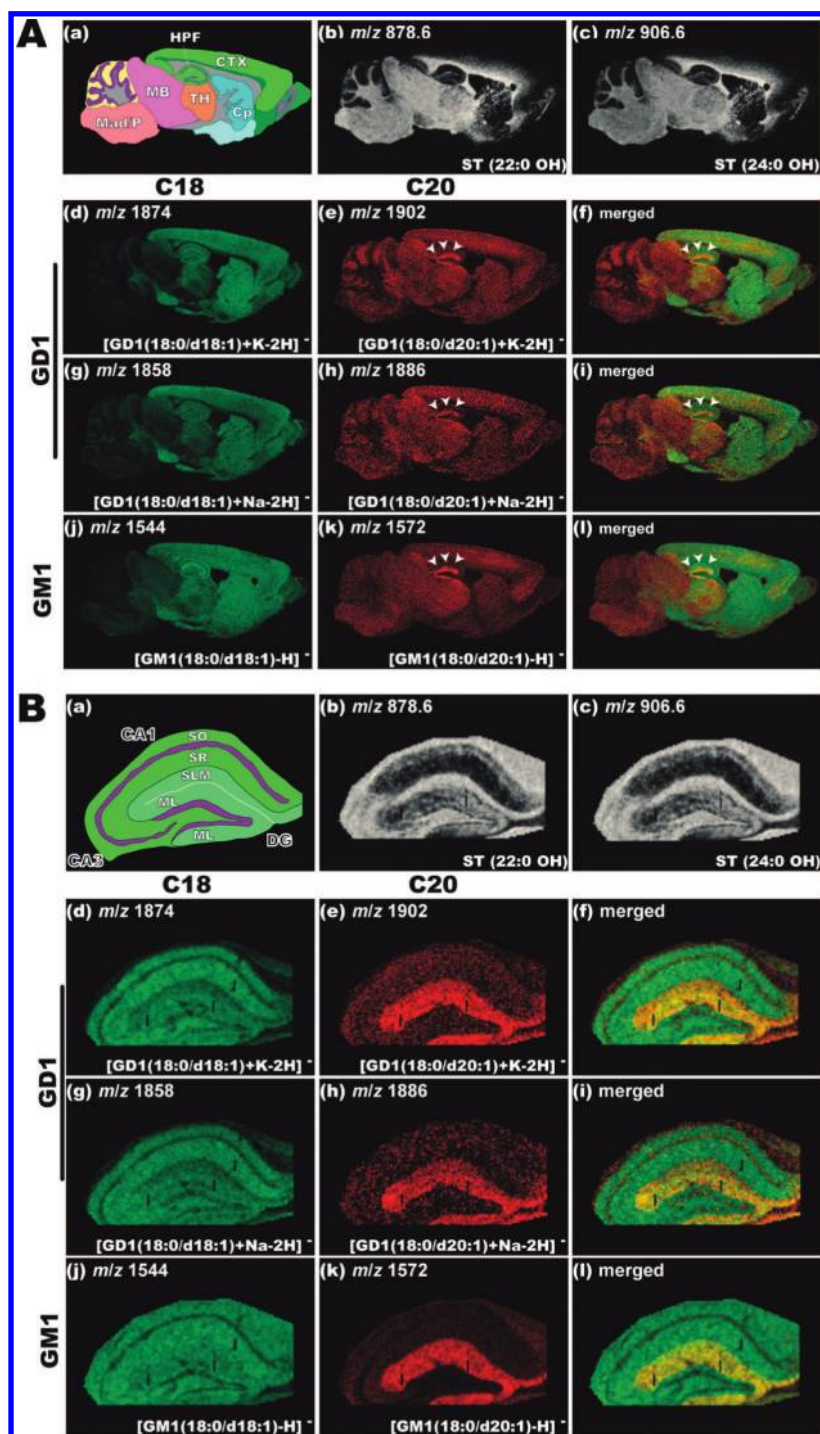 A
(a)
HPF
CTX
MB
TH
Cp
Mad/P
(b) m/z 878.6
ST (22:0 OH)
(c) m/z 906.6
ST (24:0 OH)
C18
C20
GD1
(d) m/z 1874
[GD1(18:0/d18:1)+K-2H] -
(e) m/z 1902
[GD1(18:0/d20:1)+K-2H] -
(f) merged
(g) m/z 1858
[GD1(18:0/d18:1)+Na-2H] -
(h) m/z 1886
[GD1(18:0/d20:1)+Na-2H] -
(i) merged
GM1
(j) m/z 1544
[GM1(18:0/d18:1)-H] -
(k) m/z 1572
[GM1(18:0/d20:1)-H] -
(l) merged
B
(a)
CA1
SO
SR
SLM
ML
ML
DG
CA3
(b) m/z 878.6
ST (22:0 OH)
(c) m/z 906.6
ST (24:0 OH)
C18
C20
GD1
(d) m/z 1874
[GD1(18:0/d18:1)+K-2H] -
(e) m/z 1902
[GD1(18:0/d20:1)+K-2H] -
(f) merged
(g) m/z 1858
[GD1(18:0/d18:1)+Na-2H] -
(h) m/z 1886
[GD1(18:0/d20:1)+Na-2H] -
(i) merged
GM1
(j) m/z 1544
[GM1(18:0/d18:1)-H] -
(k) m/z 1572
[GM1(18:0/d20:1)-H] -
(l) merged